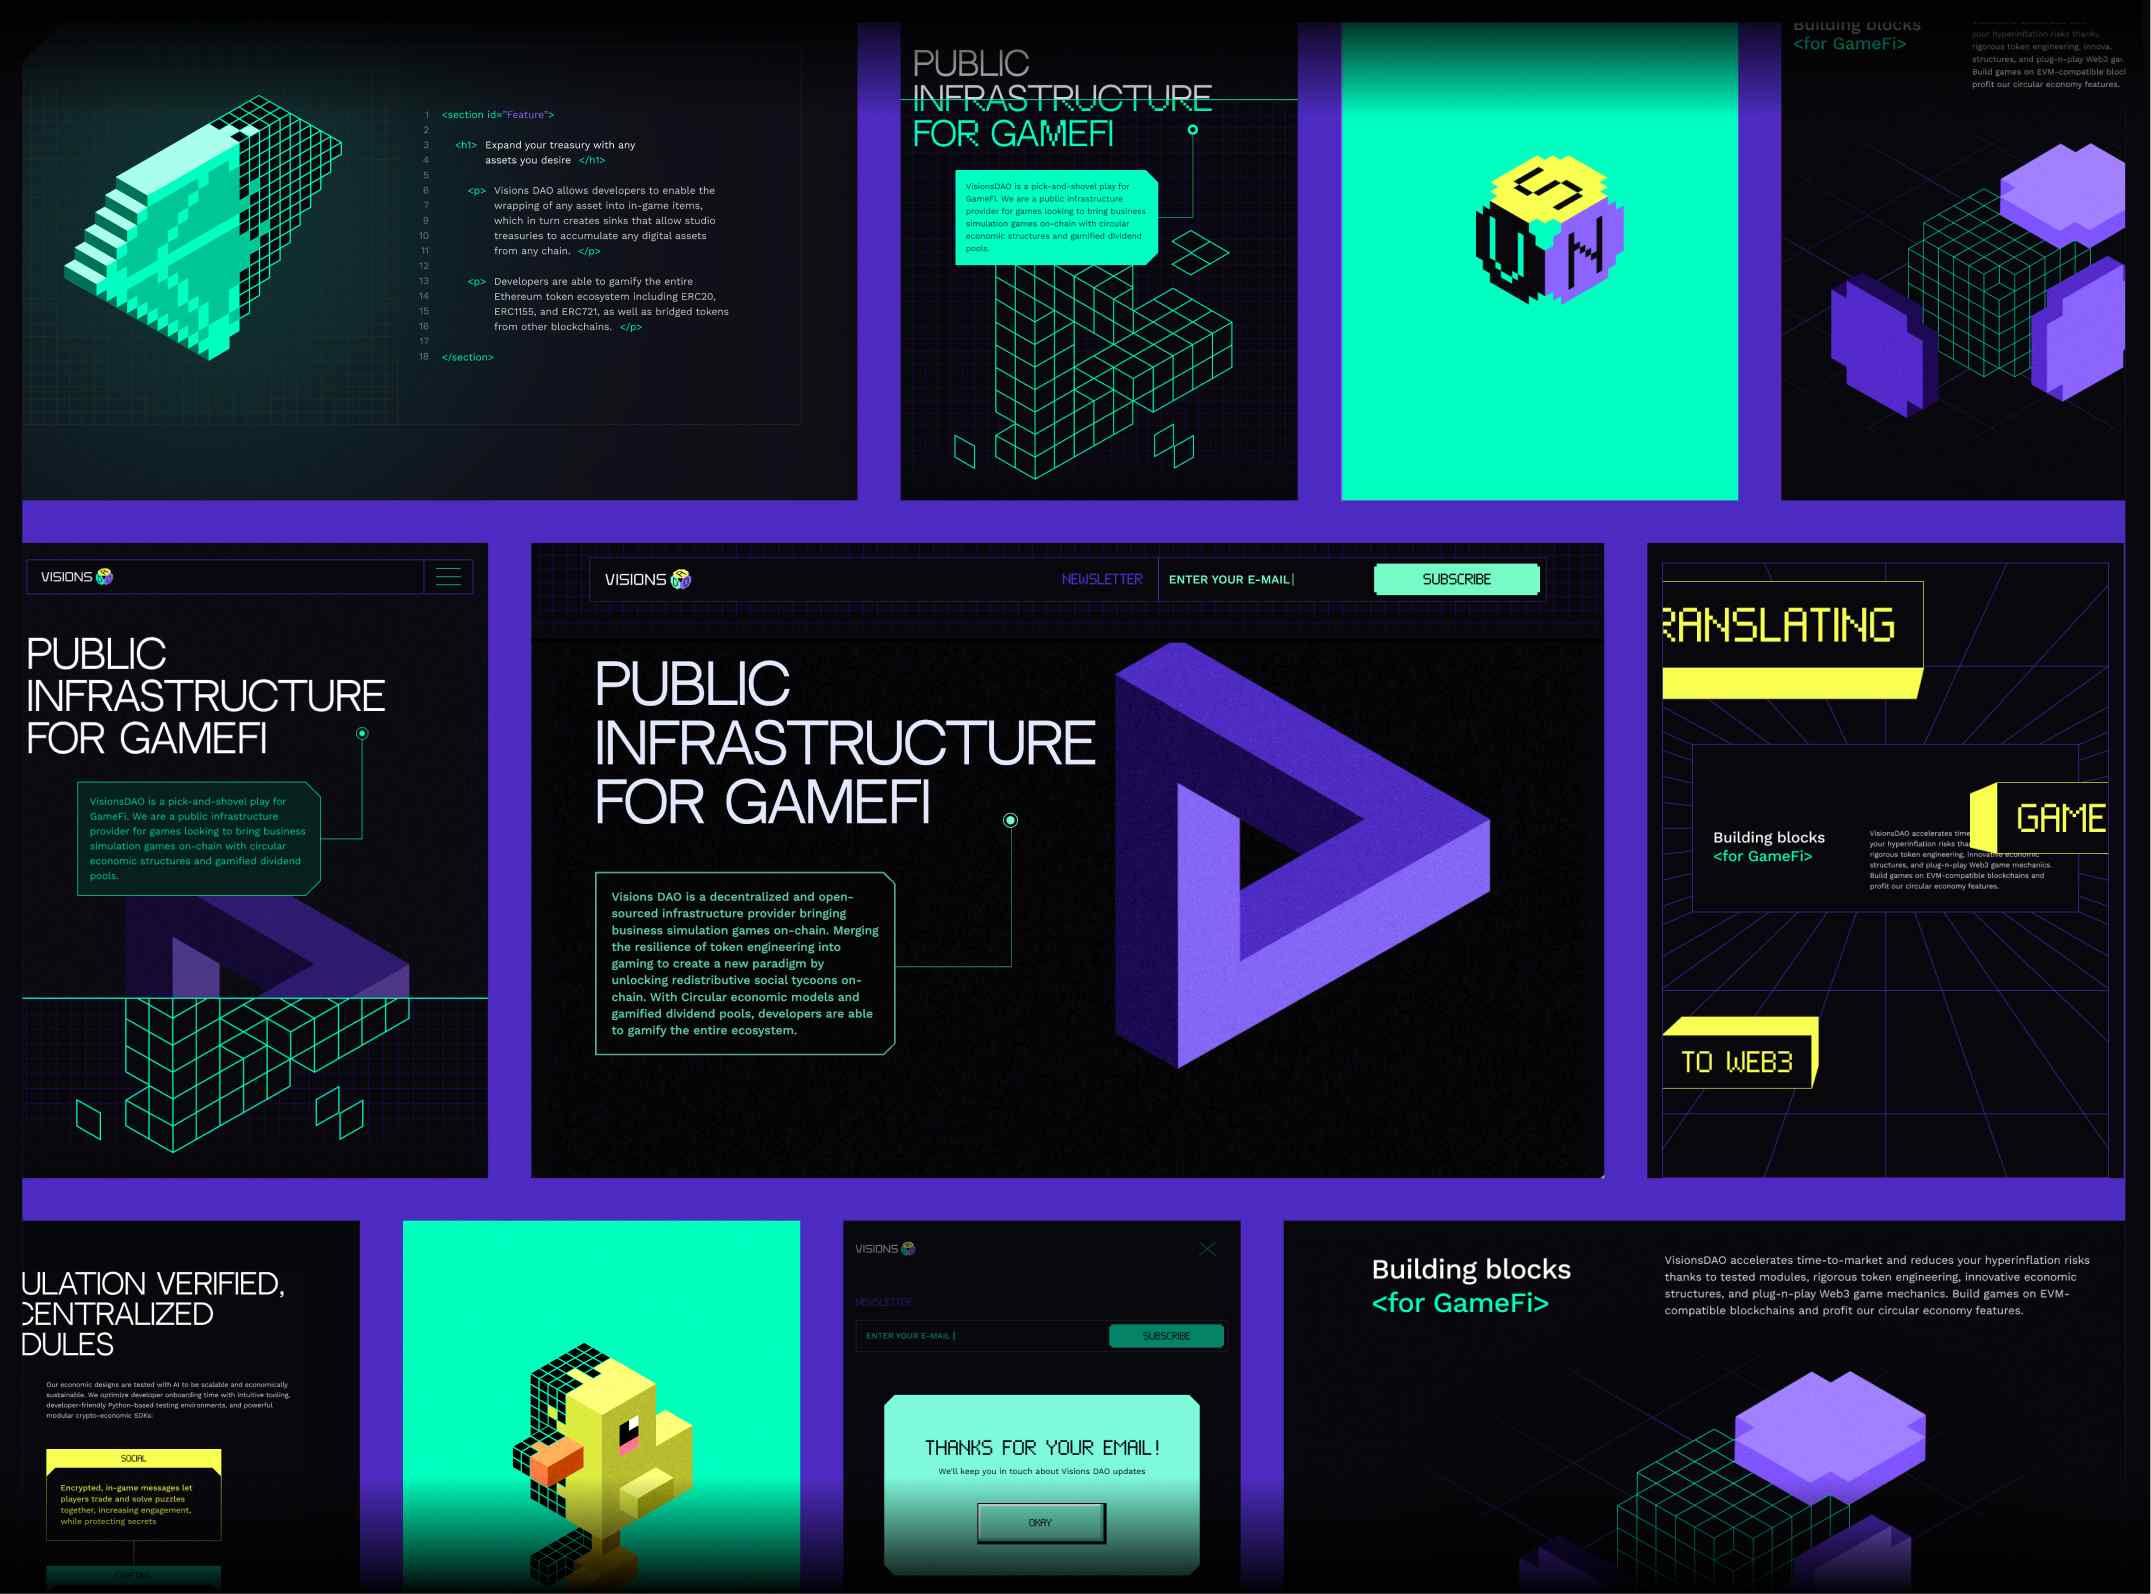 1 <section id="Feature">
2
3 <h1> Expand your treasury with any
4 assets you desire </h1>
5
6 <p> Visions DAO allows developers to enable the
7 wrapping of any asset into in-game items,
9 which in turn creates sinks that allow studio
10 treasuries to accumulate any digital assets
11 from any chain. </p>
12
13 <p> Developers are able to gamify the entire
14 Ethereum token ecosystem including ERC20,
15 ERC1155, and ERC721, as well as bridged tokens
16 from other blockchains. </p>
17
18 </section>
PUBLIC
INFRASTRUCTURE
FOR GAMEFI
VisionsDAO is a pick-and-shovel play for
GameFi. We are a public infrastructure
provider for games looking to bring business
simulation games on-chain with circular
economic structures and gamified dividend
pools.
S
U N
Building blocks
<for GameFi>
your hyperinflation risks thanks
rigorous token engineering, innova
structures, and plug-n-play Web3 ga
Build games on EVM-compatible bloc
profit our circular economy features.
VISIONS
PUBLIC
INFRASTRUCTURE
FOR GAMEFI
VisionsDAO is a pick-and-shovel play for
GameFi. We are a public infrastructure
provider for games looking to bring business
simulation games on-chain with circular
economic structures and gamified dividend
pools.
VISIONS
NEWSLETTER
ENTER YOUR E-MAIL
SUBSCRIBE
PUBLIC
INFRASTRUCTURE
FOR GAMEFI
Visions DAO is a decentralized and open-
sourced infrastructure provider bringing
business simulation games on-chain. Merging
the resilience of token engineering into
gaming to create a new paradigm by
unlocking redistributive social tycoons on-
chain. With Circular economic models and
gamified dividend pools, developers are able
to gamify the entire ecosystem.
RANSLATING
GAME
Building blocks
<for GameFi>
VisionsDAO accelerates time
your hyperinflation risks tha
rigorous token engineering, innovative economic
structures, and plug-n-play Web3 game mechanics.
Build games on EVM-compatible blockchains and
profit our circular economy features.
TO WEB3
ULATION VERIFIED,
CENTRALIZED
DULES
Our economic designs are tested with AI to be scalable and economically
sustainable. We optimize developer onboarding time with intuitive tooling,
developer-friendly Python-based testing environments, and powerful
modular crypto-economic SDKs:
SOCIAL
Encrypted, in-game messages let
players trade and solve puzzles
together, increasing engagement,
while protecting secrets
VISIONS
NEWSLETTER
ENTER YOUR E-MAIL
SUBSCRIBE
THANKS FOR YOUR EMAIL!
We'll keep you in touch about Visions DAO updates
OKAY
Building blocks
<for GameFi>
VisionsDAO accelerates time-to-market and reduces your hyperinflation risks
thanks to tested modules, rigorous token engineering, innovative economic
structures, and plug-n-play Web3 game mechanics. Build games on EVM-
compatible blockchains and profit our circular economy features.